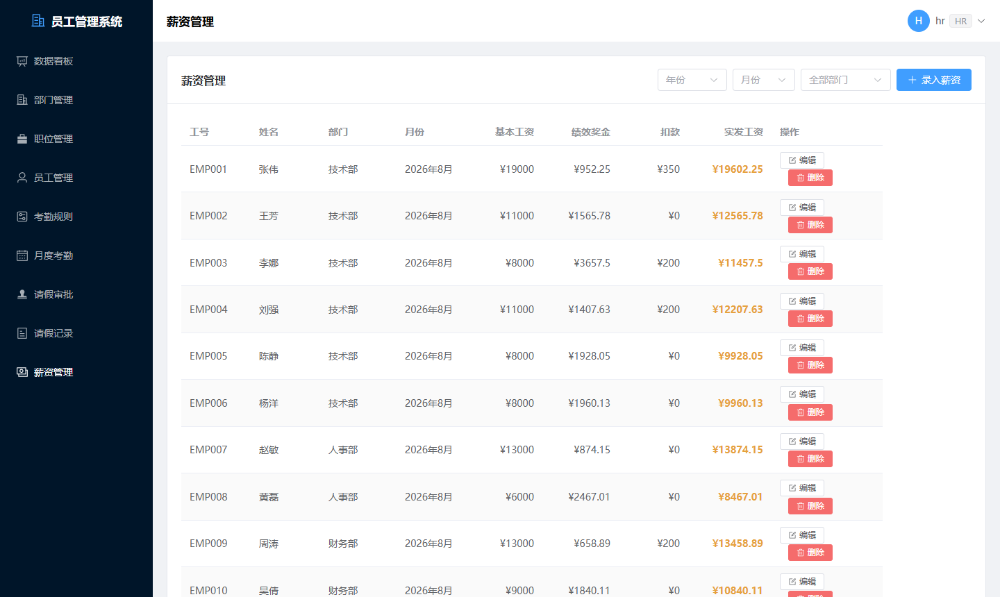 员工管理系统
数据看板
部门管理
职位管理
员工管理
考勤规则
月度考勤
请假审批
请假记录
薪资管理
薪资管理
H hr HR
薪资管理 年份 月份 全部部门 录入薪资
工号 姓名 部门 月份 基本工资 绩效奖金 扣款 实发工资 操作
EMP001 张伟 技术部 2026年8月 ¥19000 ¥952.25 ¥350 ¥19602.25 编辑
删除
EMP002 王芳 技术部 2026年8月 ¥11000 ¥1565.78 ¥0 ¥12565.78 编辑
删除
EMP003 李娜 技术部 2026年8月 ¥8000 ¥3657.5 ¥200 ¥11457.5 编辑
删除
EMP004 刘强 技术部 2026年8月 ¥11000 ¥1407.63 ¥200 ¥12207.63 编辑
删除
EMP005 陈静 技术部 2026年8月 ¥8000 ¥1928.05 ¥0 ¥9928.05 编辑
删除
EMP006 杨洋 技术部 2026年8月 ¥8000 ¥1960.13 ¥0 ¥9960.13 编辑
删除
EMP007 赵敏 人事部 2026年8月 ¥13000 ¥874.15 ¥0 ¥13874.15 编辑
删除
EMP008 黄磊 人事部 2026年8月 ¥6000 ¥2467.01 ¥0 ¥8467.01 编辑
删除
EMP009 周涛 财务部 2026年8月 ¥13000 ¥658.89 ¥200 ¥13458.89 编辑
删除
EMP010 吴倩 财务部 2026年8月 ¥9000 ¥1840.11 ¥0 ¥10840.11 编辑